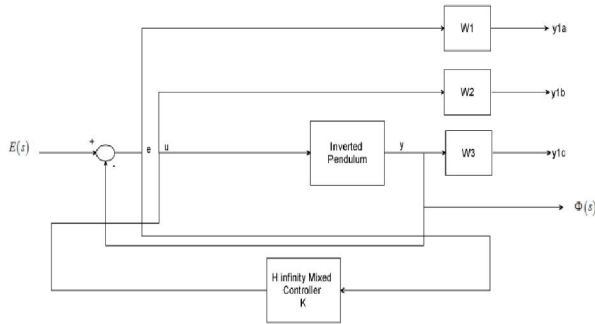 W1
y1a
W2
y1b
E(s)
+
-
e
u
Inverted
Pendulum
y
W3
y1c
Φ(s)
H infinity Mixed
Controller
K